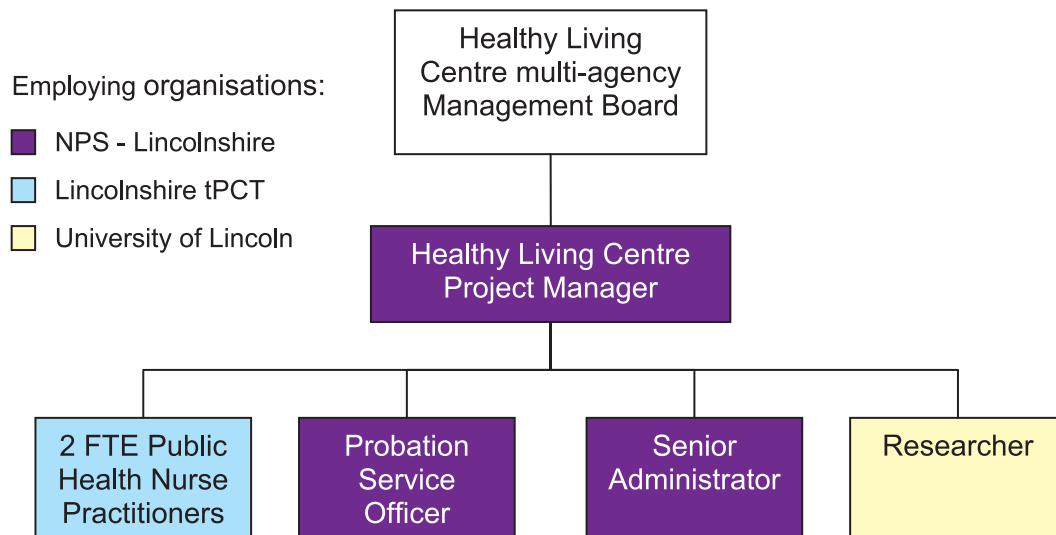 Healthy Living
Centre multi-agency
Management Board
Employing organisations:
NPS - Lincolnshire
Lincolnshire tPCT
University of Lincoln
Healthy Living Centre
Project Manager
2 FTE Public
Health Nurse
Practitioners
Probation
Service
Officer
Senior
Administrator
Researcher